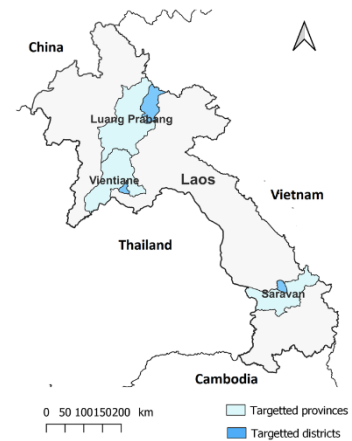 China
Luang Prabang
Vientiane
Laos
Vietnam
Thailand
Saravan
Cambodia
0 50 100150200 km
Targetted provinces
Targetted districts